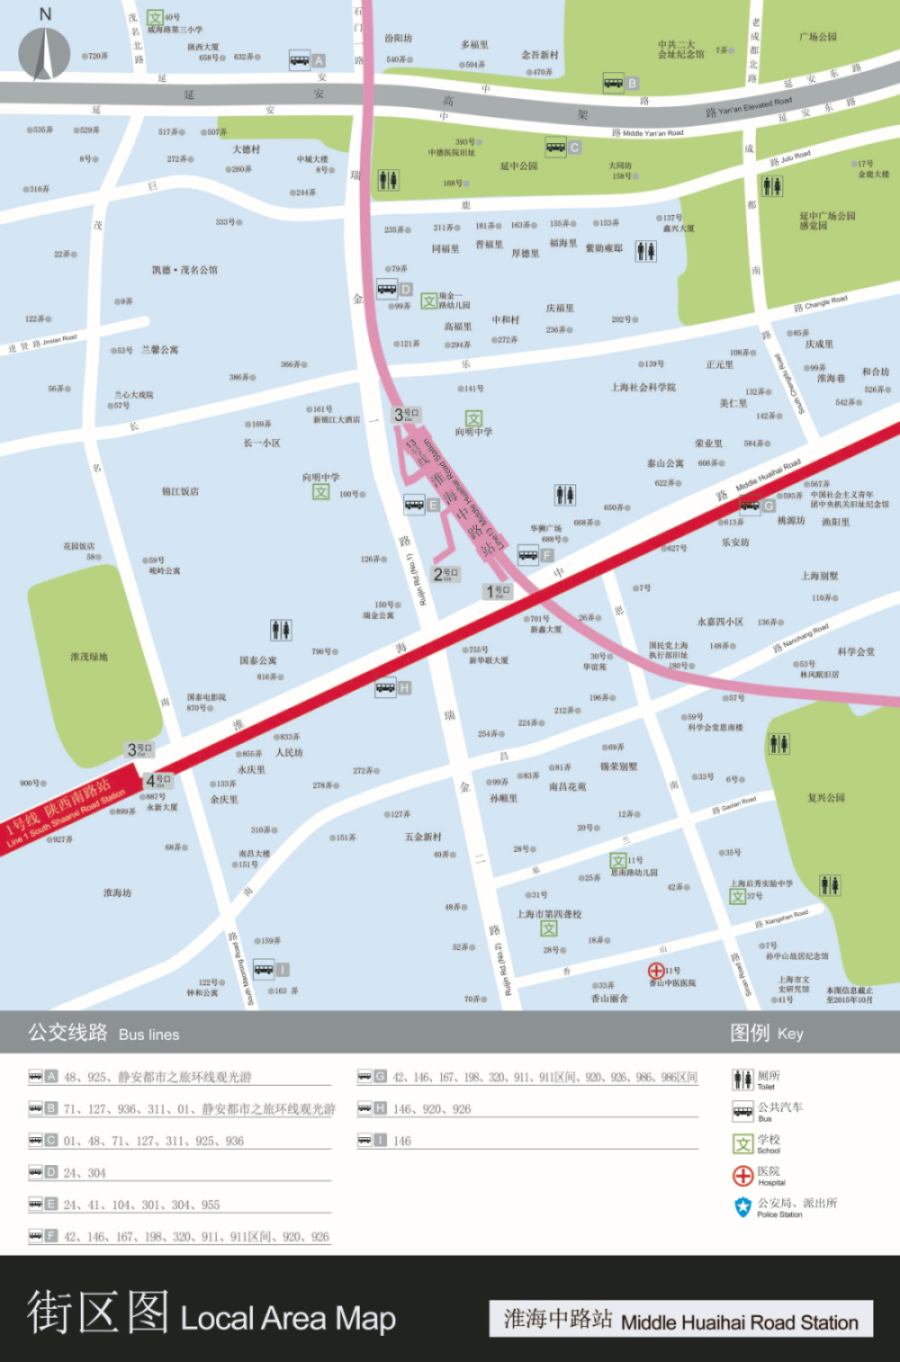 N
茂名北路
40号
威海路第三小学
石门一路
陕西大厦
658号
632弄
720弄
A
汾阳坊
540弄
多福里
504弄
念吾新村
470弄
中共二大
会址纪念馆
7弄
老成都北路
广场公园
B
延安东路
延安高架路 Yan'an Elevated Road
延安中路 Middle Yan'an Road
535弄
529弄
517弄
507弄
大德村
260弄
272弄
8号
中城大楼
8号
244弄
316弄
巨鹿路 Julu Road
333号
393号
中德医院旧址
C
延中公园
168号
大同坊
158号
17号
金鹿大楼
延中广场公园
感觉园
235弄
211弄
181弄
163弄
155弄
153弄
137号
鑫兴大厦
同福里
晋福里
厚德里
福海里
紫勋雍邸
22弄
凯德·茂名公馆
9弄
122弄
进贤路 Jinxian Road
53号
兰馨公寓
79弄
D
99弄
文
瑞金一
路幼儿园
高福里
中和村
庆福里
236弄
202号
121弄
294弄
272弄
长乐路 Changle Road
366弄
386弄
56弄
兰心大戏院
57号
161号
新锦江大酒店
169弄
长一小区
141号
向明中学
139号
上海社会科学院
正元里
108弄
85弄
庆成里
99弄
淮海巷
和合坊
526弄
542弄
132弄
美仁里
142弄
South Chengdu Road
荣业里
584弄
泰山公寓
606弄
622弄
3号口
13号线 淮海中路站
Line13 Middle Huaihai Road Station
向明中学
109号
锦江饭店
E
650弄
华狮广场
688号
668弄
F
2号口
1号口
淮海中路 Middle Huaihai Road
G
567弄
593弄
中国社会主义青年
团中央机关旧址纪念馆
613弄
桃源坊
渔阳里
乐安坊
627号
花园饭店
58
59号
峻岭公寓
126弄
瑞金一路 Ruijin Rd (No.1)
150号
瑞金公寓
7号
上海别墅
110弄
淮茂绿地
国泰公寓
816弄
796号
国泰电影院
870号
H
701号
新鑫大厦
26弄
755号
新华联大厦
30号
华谊苑
国民党上海
执行部旧址
180号
永嘉四小区
136弄
148弄
南昌路 Nanchang Road
53号
林风眠旧居
科学会堂
57号
59号
科学会堂思南楼
196弄
212弄
224弄
254弄
3号口
4号口
1号线 陕西南路站
Line 1 South Shaanxi Road Station
900号
887号
永新大厦
899弄
927弄
833弄
855弄
人民坊
永庆里
133弄
余庆里
272弄
278弄
127弄
310弄
151弄
68弄
南昌大楼
151号
五金新村
40弄
69弄
81弄
锡荣别墅
83弄
99弄
南昌花苑
孙顺里
33号
6号
复兴公园
12弄
20号
28号
皋兰路 Gaolan Road
11号
思南路幼儿园
25弄
31号
42弄
35号
上海启秀实验中学
37号
淮海坊
48弄
52弄
上海市第四聋校
28号
18弄
香山路 Xiangshan Road
11号
香山中医医院
33弄
香山丽舍
7号
孙中山故居纪念馆
上海市文
史研究馆
41号
159弄
I
122号
钟和公寓
163 弄
70弄
South Maoming Road
瑞金二路 Ruijin Rd (No.2)
思南路 Sinan Road
本图信息截止
至2015年10月
公交线路 Bus lines
图例 Key
A 48、925、静安都市之旅环线观光游
B 71、127、936、311、01、静安都市之旅环线观光游
C 01、48、71、127、311、925、936
D 24、304
E 24、41、104、301、304、955
F 42、146、167、198、320、911、911区间、920、926
G 42、146、167、198、320、911、911区间、920、926、986、986区间
H 146、920、926
I 146
厕所
Toilet
公共汽车
Bus
学校
School
医院
Hospital
公安局、派出所
Police Station
街区图 Local Area Map
淮海中路站 Middle Huaihai Road Station